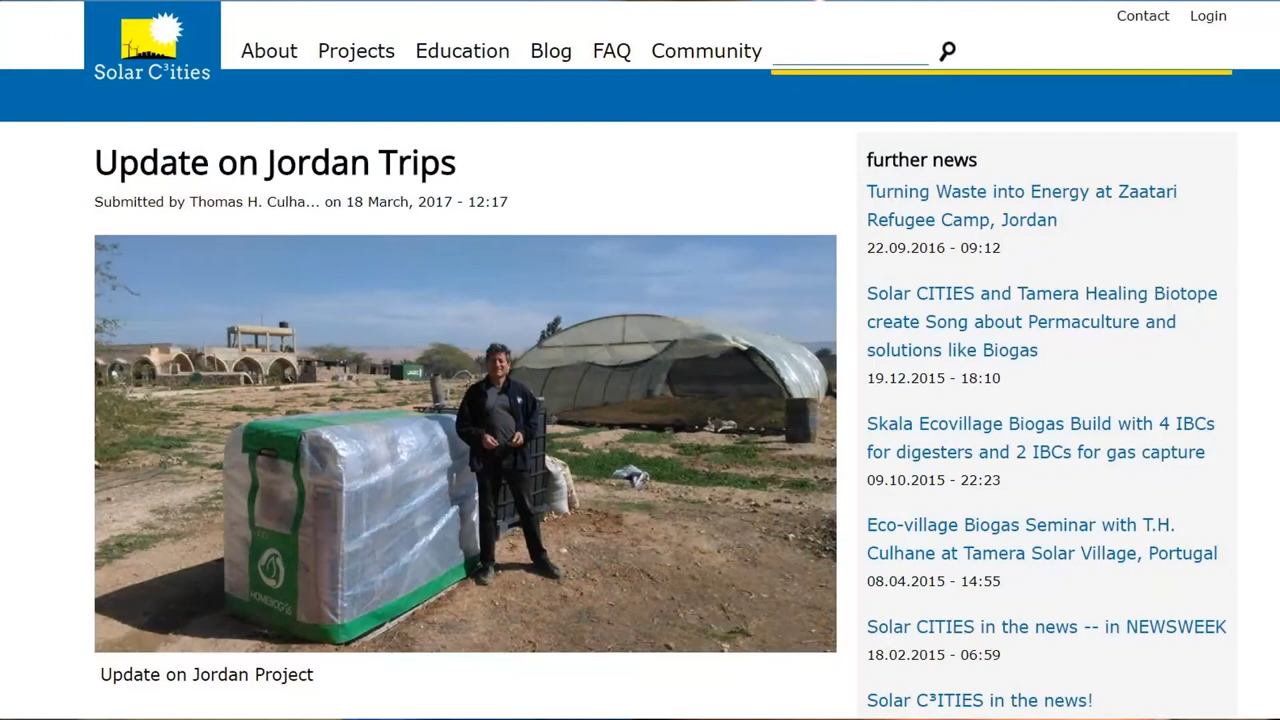 Contact Login
Solar C³ities
About Projects Education Blog FAQ Community
Update on Jordan Trips
Submitted by Thomas H. Culha... on 18 March, 2017 - 12:17
HOMEBIOGAS
Update on Jordan Project
further news
Turning Waste into Energy at Zaatari
Refugee Camp, Jordan
22.09.2016 - 09:12
Solar CITIES and Tamera Healing Biotope
create Song about Permaculture and
solutions like Biogas
19.12.2015 - 18:10
Skala Ecovillage Biogas Build with 4 IBCs
for digesters and 2 IBCs for gas capture
09.10.2015 - 22:23
Eco-village Biogas Seminar with T.H.
Culhane at Tamera Solar Village, Portugal
08.04.2015 - 14:55
Solar CITIES in the news -- in NEWSWEEK
18.02.2015 - 06:59
Solar C³ITIES in the news!